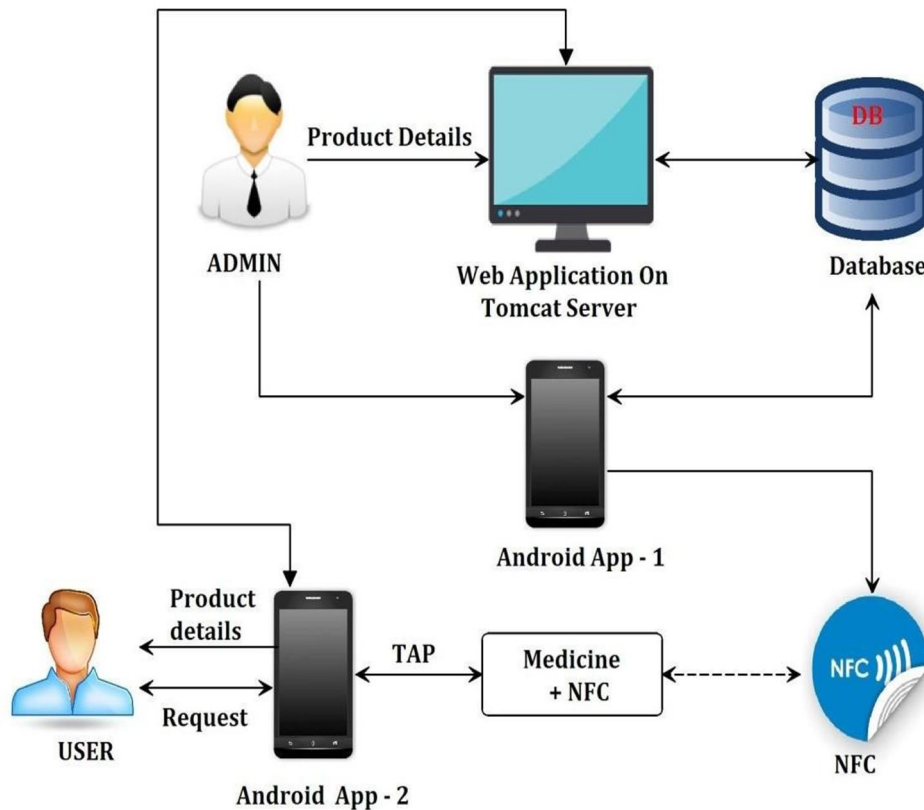 Product Details
DB
ADMIN
Web Application On
Tomcat Server
Database
Android App - 1
Product
details
Request
USER
TAP
Medicine
+ NFC
NFC
NFC
Android App - 2